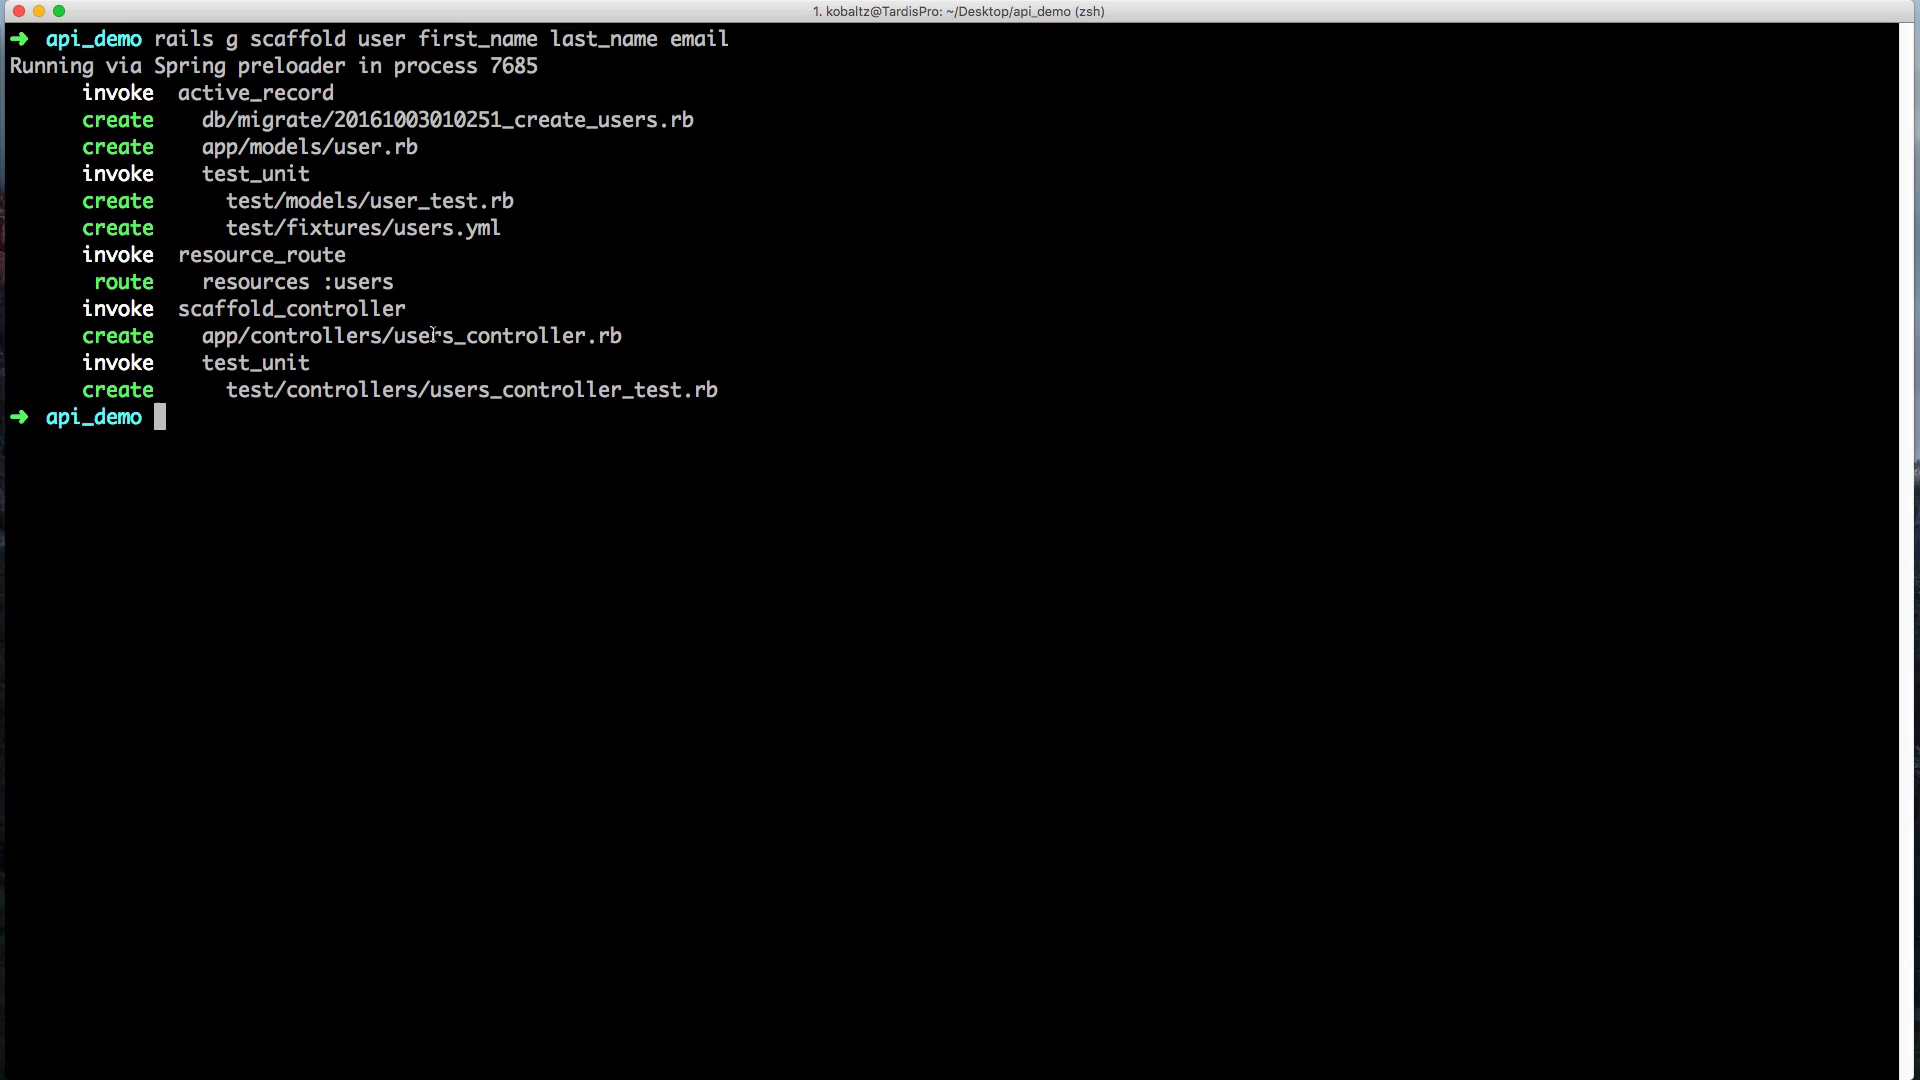 1. kobaltz@TardisPro: ~/Desktop/api_demo (zsh)
➜ api_demo rails g scaffold user first_name last_name email
Running via Spring preloader in process 7685
invoke active_record
create db/migrate/20161003010251_create_users.rb
create app/models/user.rb
invoke test_unit
create test/models/user_test.rb
create test/fixtures/users.yml
invoke resource_route
route resources :users
invoke scaffold_controller
create app/controllers/users_controller.rb
invoke test_unit
create test/controllers/users_controller_test.rb
➜ api_demo